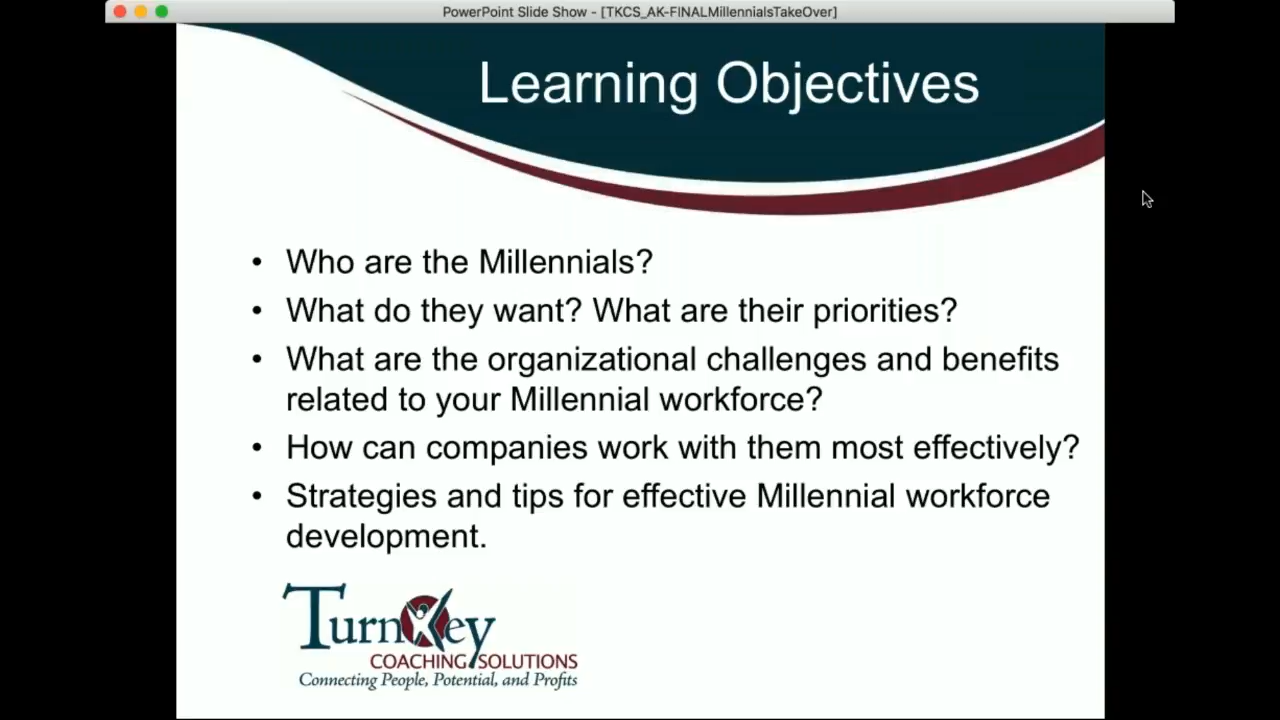 PowerPoint Slide Show - [TKCS_AK-FINALMillennialsTakeOver]
Learning Objectives
• Who are the Millennials?
• What do they want? What are their priorities?
• What are the organizational challenges and benefits
related to your Millennial workforce?
• How can companies work with them most effectively?
• Strategies and tips for effective Millennial workforce
development.
TurnKey
COACHING SOLUTIONS
Connecting People, Potential, and Profits